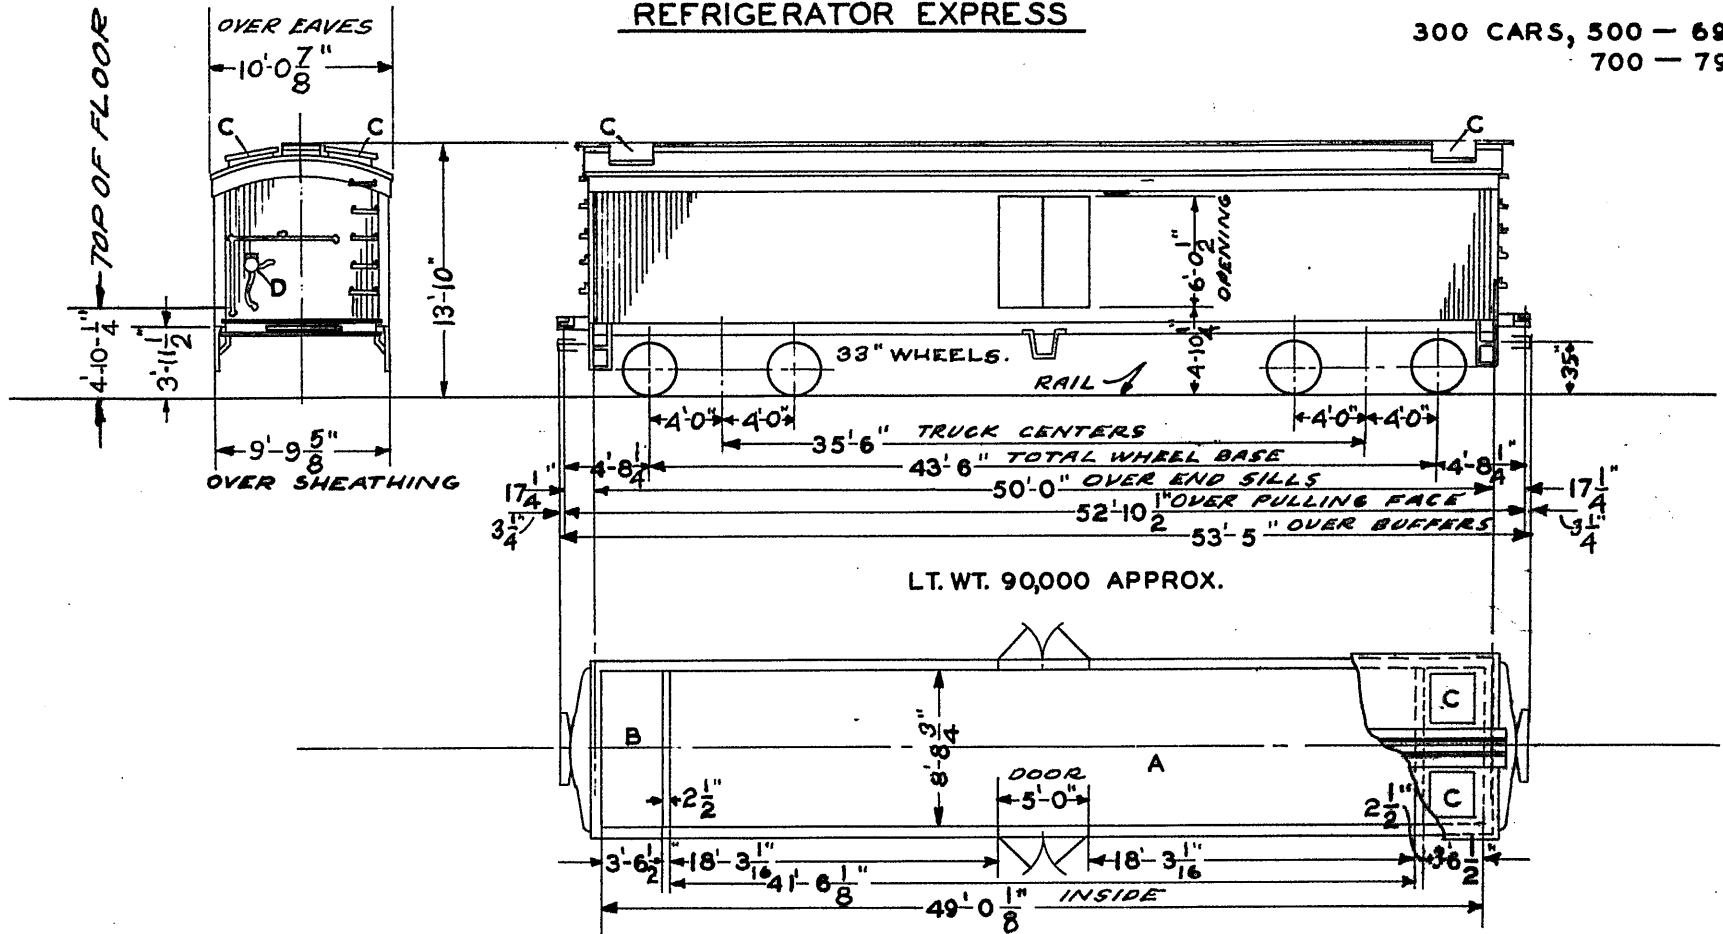 REFRIGERATOR EXPRESS
300 CARS, 500 — 69
700 — 79
OVER EAVES
10'-0 7/8"
TOP OF FLOOR
C
C
C
C
D
13'-10"
4'-10 1/4"
3'-11 1/2"
6'-0 1/2"
OPENING
4'-10 1/4"
35"
33" WHEELS.
RAIL
4'-0" 4'-0"
4'-0" 4'-0"
35'-6" TRUCK CENTERS
9'-9 5/8"
OVER SHEATHING
4'-8 1/4" 43'-6" TOTAL WHEEL BASE 4'-8 1/4"
17 1/4" 50'-0" OVER END SILLS 17 1/4"
3 1/4" 52'-10 1/2" OVER PULLING FACE 3 1/4"
53'-5" OVER BUFFERS
LT. WT. 90,000 APPROX.
B
8'-8 3/4"
A
C
C
DOOR
5'-0"
2 1/2"
2 1/2"
3'-6 1/2" 18'-3 1/16" 18'-3 1/16" 3'-6 1/2"
41'-6 1/8"
49'-0 1/8" INSIDE